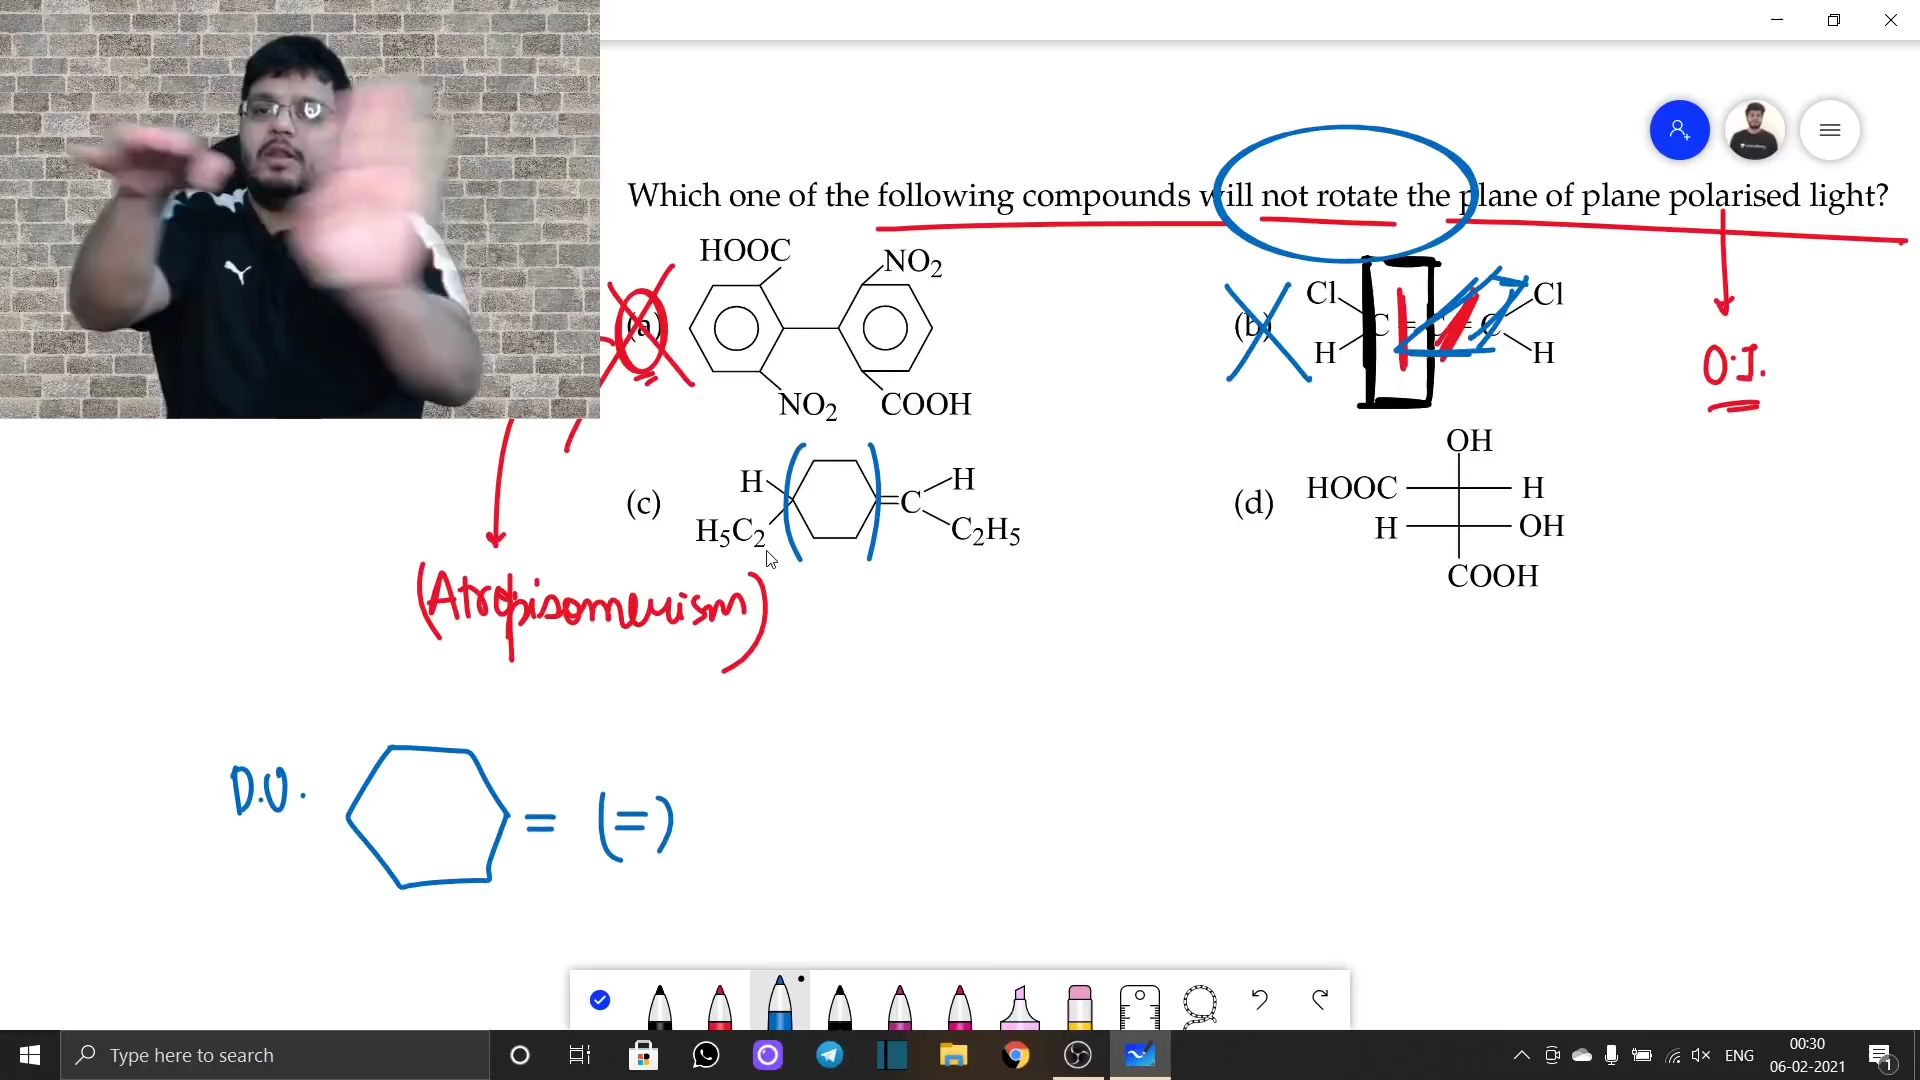 Which one of the following compounds will not rotate the plane of plane polarised light?
(a)
HOOC
NO2
NO2
COOH
(b)
Cl
H
C = C = C
Cl
H
O.I.
(c)
H
H5C2
=C
H
C2H5
(d)
OH
HOOC
H
H
OH
COOH
(Atropisomerism)
D.U.
= (=)
Type here to search
ENG
00:30
06-02-2021
1